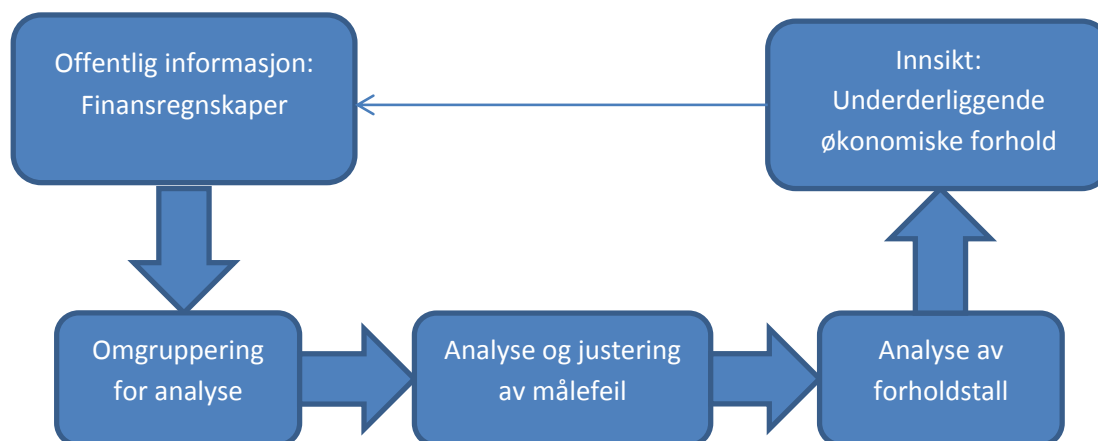 Offentlig informasjon:
Finansregnskaper
Innsikt:
Underderliggende
økonomiske forhold
Omgruppering
for analyse
Analyse og justering
av målefeil
Analyse av
forholdstall